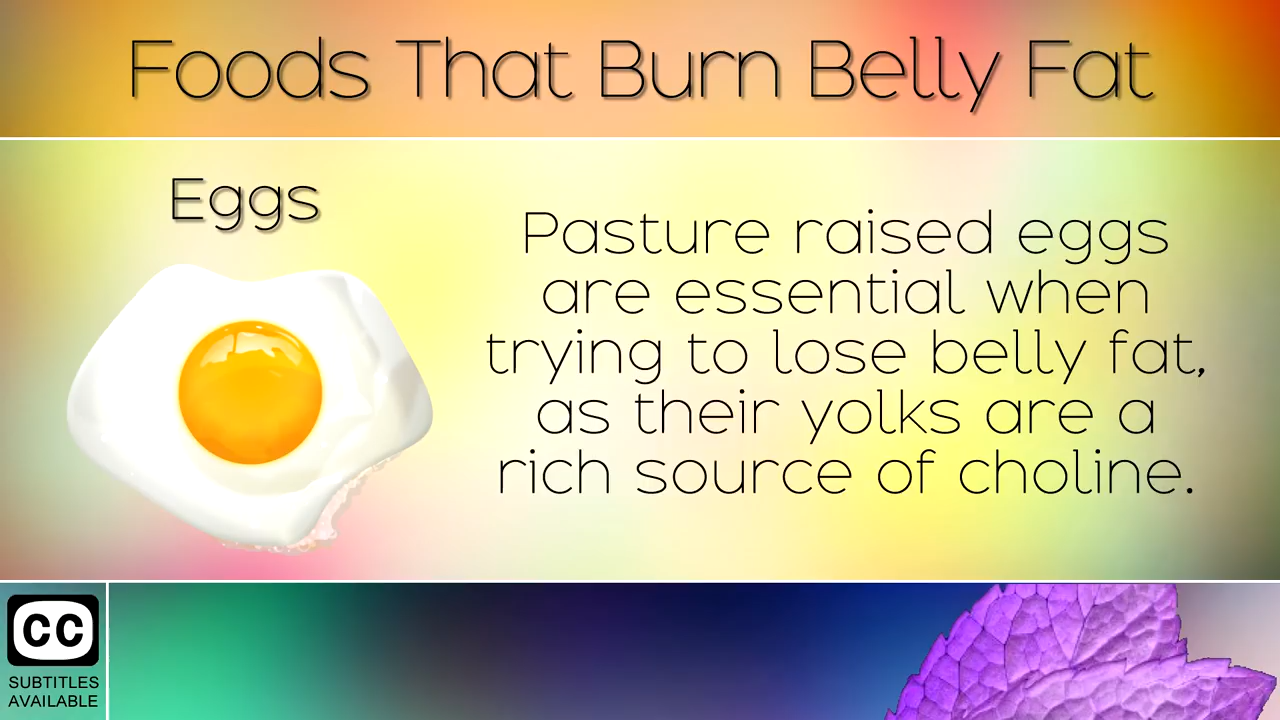 Foods That Burn Belly Fat
Eggs
Pasture raised eggs
are essential when
trying to lose belly fat,
as their yolks are a
rich source of choline.
CC
SUBTITLES
AVAILABLE